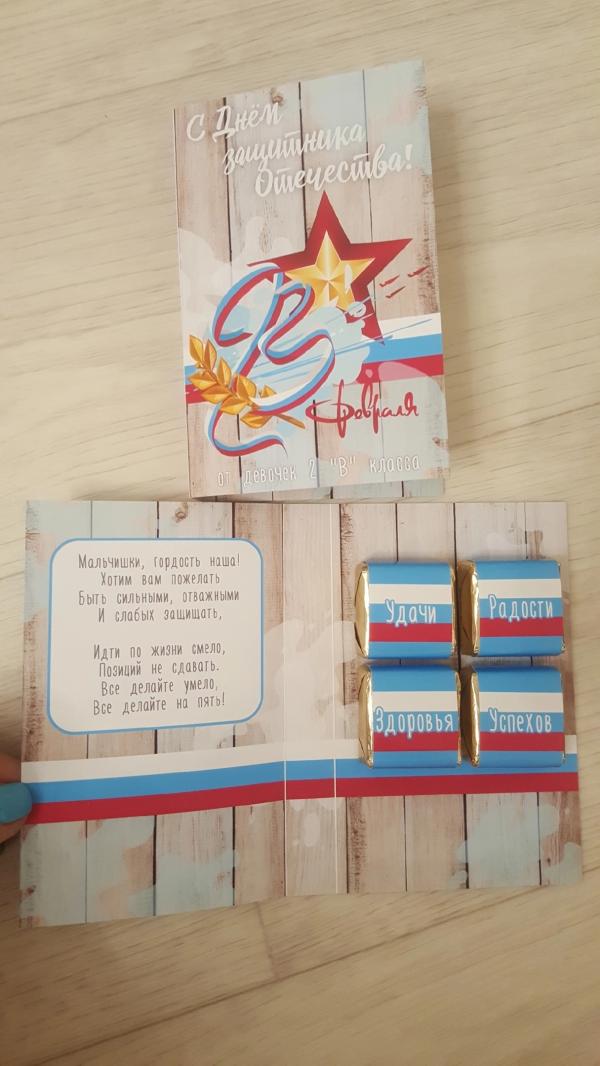 С Днём
защитника
Отечества!
23
февраля
от девочек 2 "В" класса
Мальчишки, гордость наша!
Хотим вам пожелать
Быть сильными, отважными
И слабых защищать,
Идти по жизни смело,
Позиций не сдавать.
Все делайте умело,
Все делайте на пять!
Удачи
Радости
Здоровья
Успехов